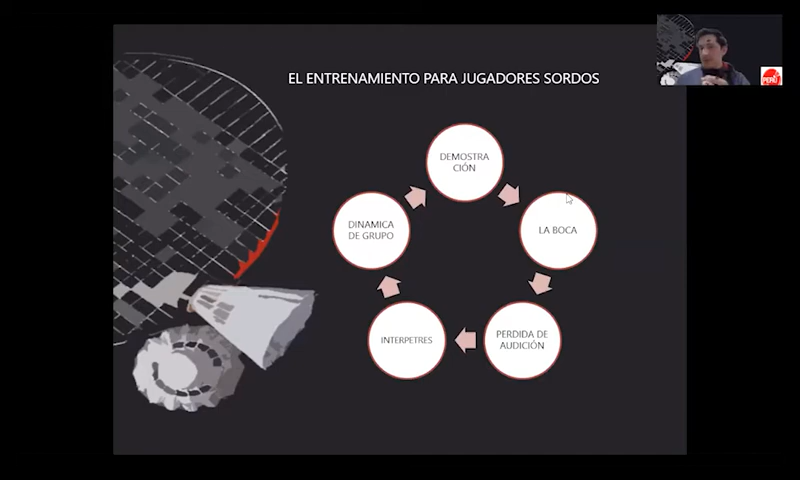 EL ENTRENAMIENTO PARA JUGADORES SORDOS
DEMOSTRA
CIÓN
LA BOCA
PERDIDA DE
AUDICIÓN
INTERPETRES
DINAMICA
DE GRUPO
PERÚ